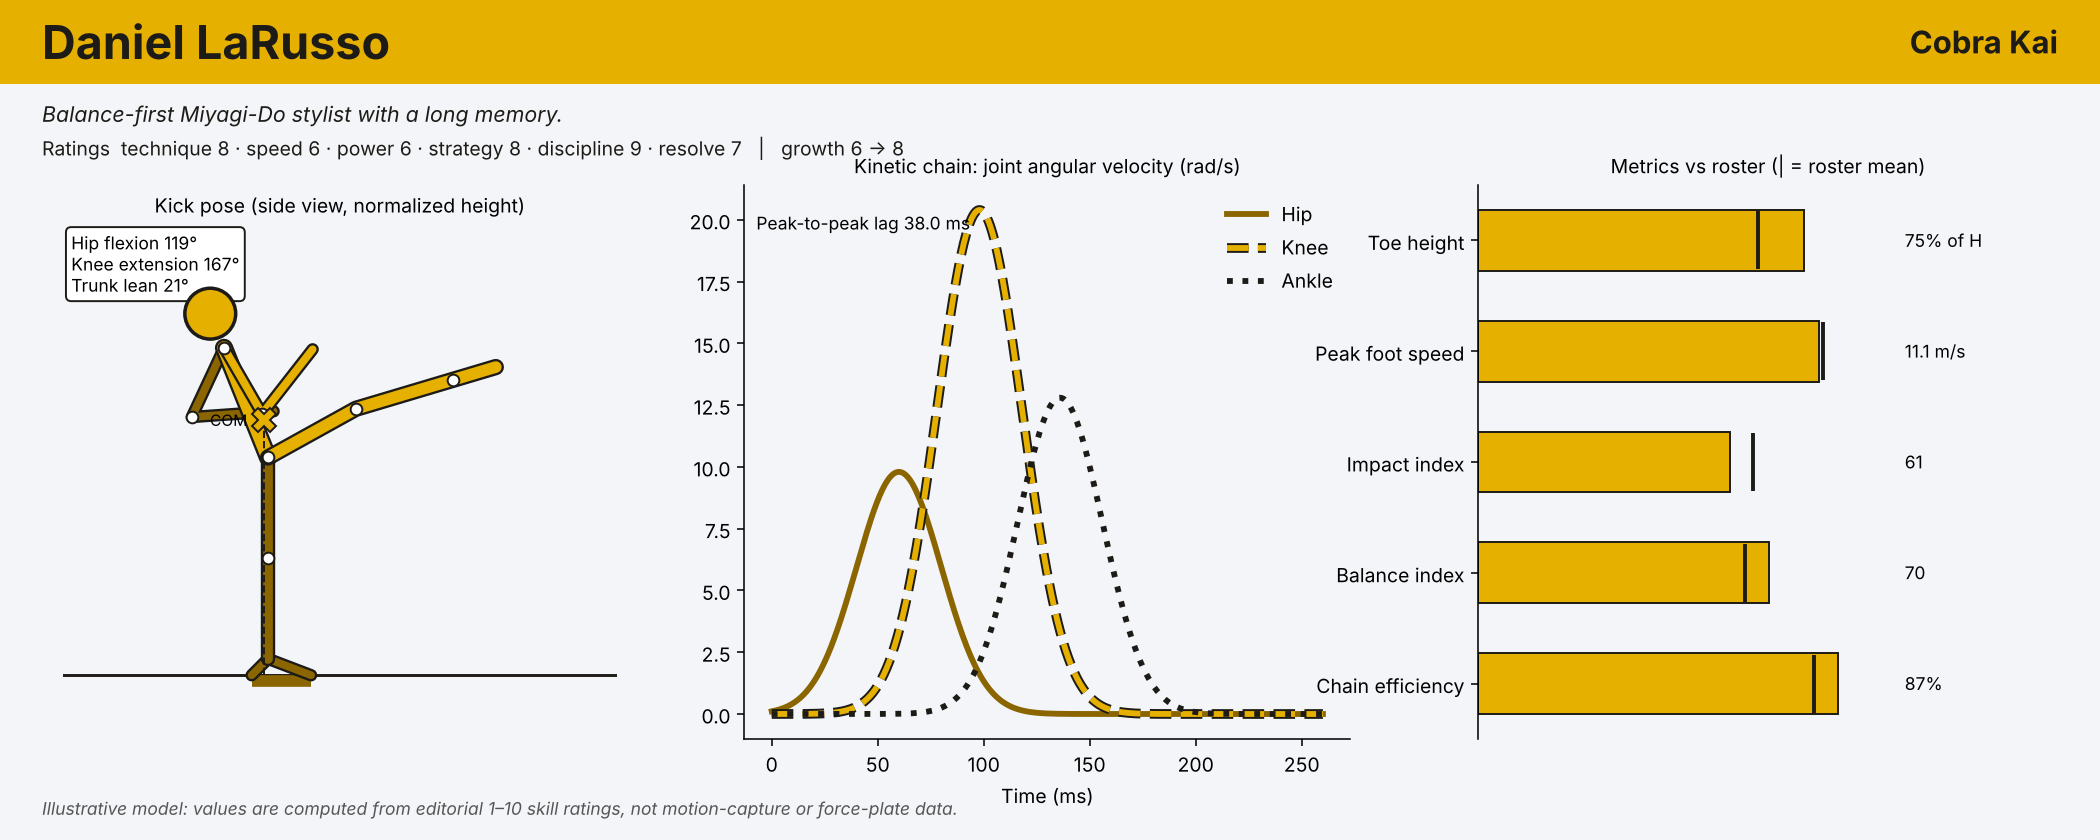 Daniel LaRusso
Cobra Kai
Balance-first Miyagi-Do stylist with a long memory.
Ratings technique 8 · speed 6 · power 6 · strategy 8 · discipline 9 · resolve 7 | growth 6 → 8
Kick pose (side view, normalized height)
Hip flexion 119°
Knee extension 167°
Trunk lean 21°
COM
Kinetic chain: joint angular velocity (rad/s)
Peak-to-peak lag 38.0 ms
Hip
Knee
Ankle
20.0
17.5
15.0
12.5
10.0
7.5
5.0
2.5
0.0
0 50 100 150 200 250
Time (ms)
Metrics vs roster (| = roster mean)
Toe height 75% of H
Peak foot speed 11.1 m/s
Impact index 61
Balance index 70
Chain efficiency 87%
Illustrative model: values are computed from editorial 1–10 skill ratings, not motion-capture or force-plate data.